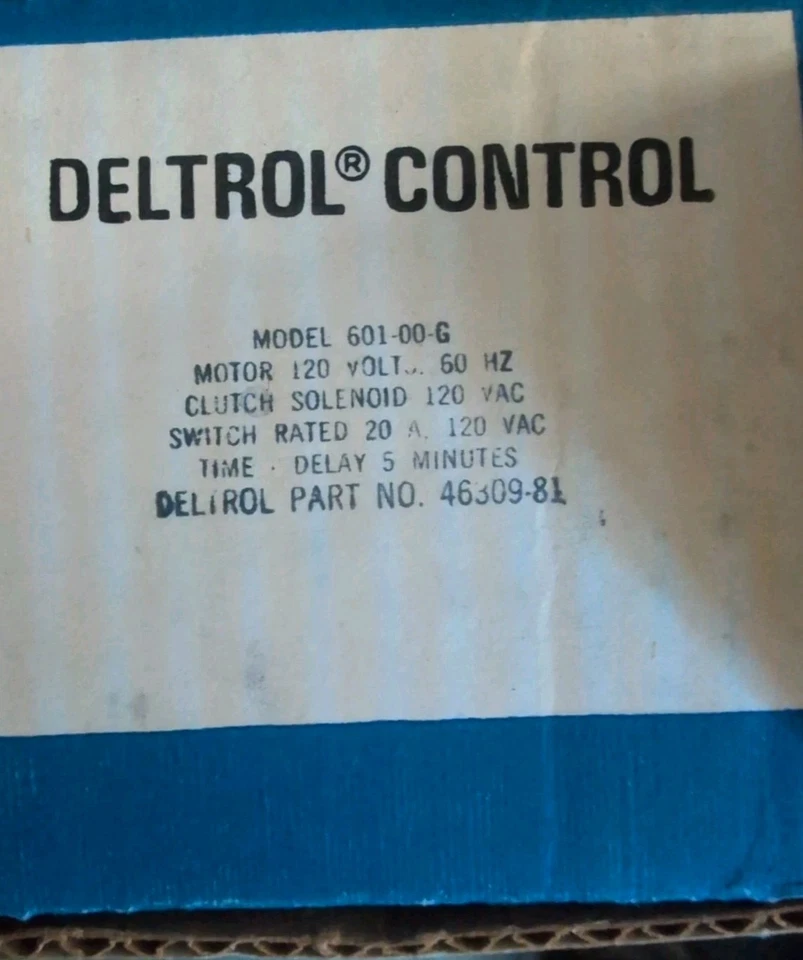 DELTROL® CONTROL
MODEL 601-00-G
MOTOR 120 VOLT... 60 HZ
CLUTCH SOLENOID 120 VAC
SWITCH RATED 20 A. 120 VAC
TIME - DELAY 5 MINUTES
DELTROL PART NO. 46309-81